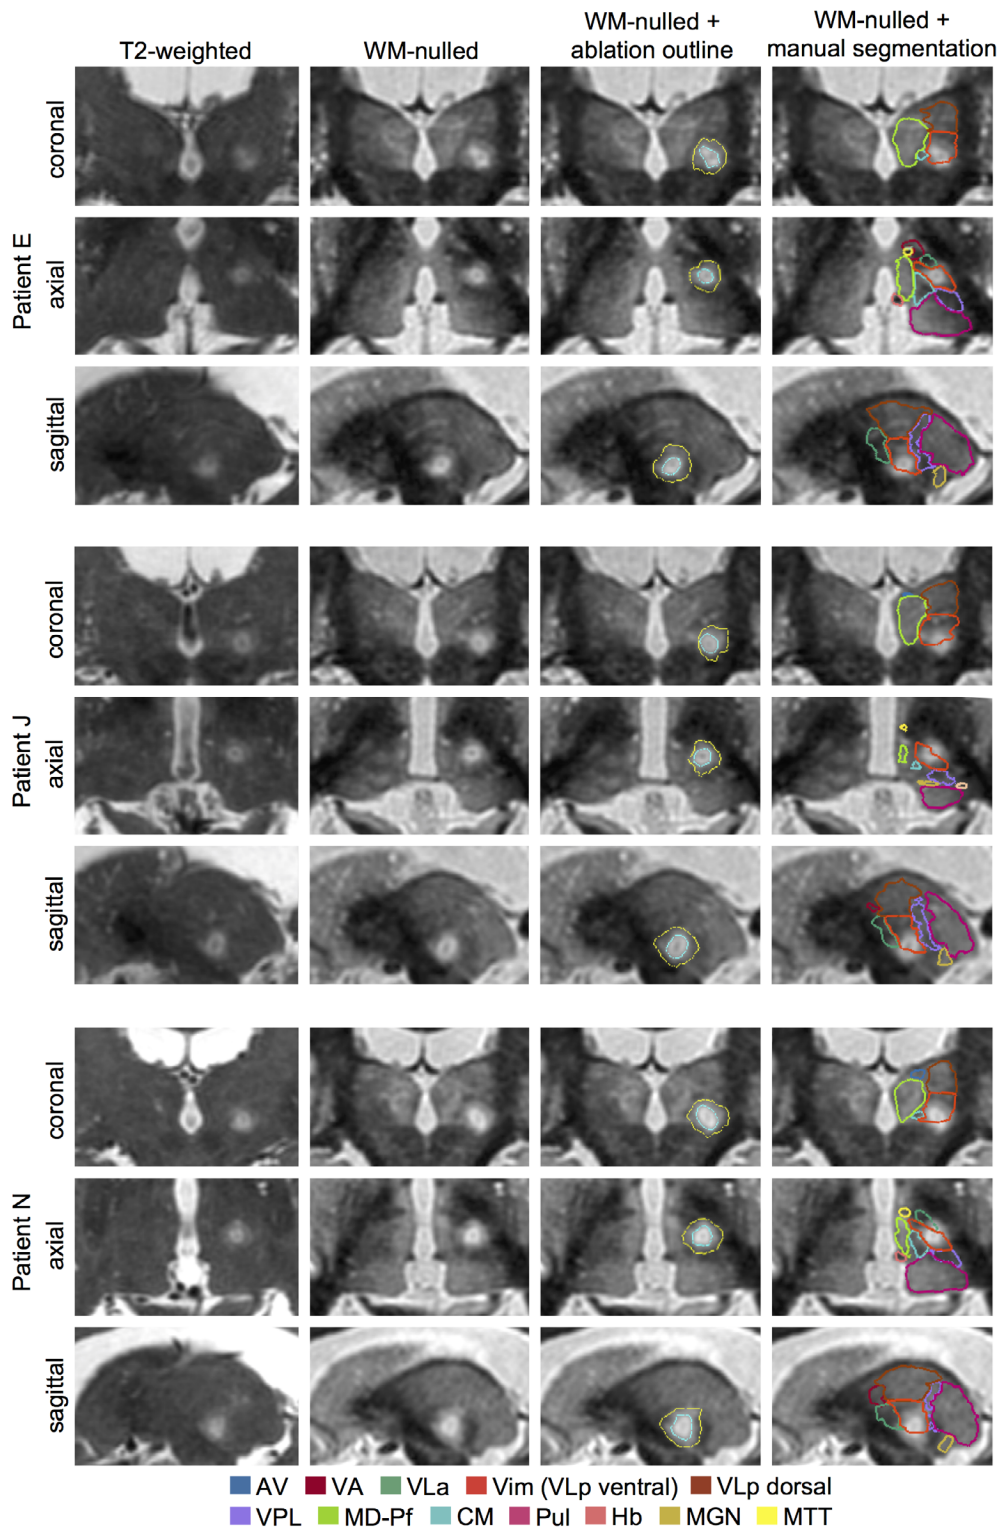 T2-weighted
WM-nulled
WM-nulled +
ablation outline
WM-nulled +
manual segmentation
Patient E
coronal
axial
sagittal
Patient J
coronal
axial
sagittal
Patient N
coronal
axial
sagittal
AV VA VLa Vim (VLp ventral) VLp dorsal
VPL MD-Pf CM Pul Hb MGN MTT